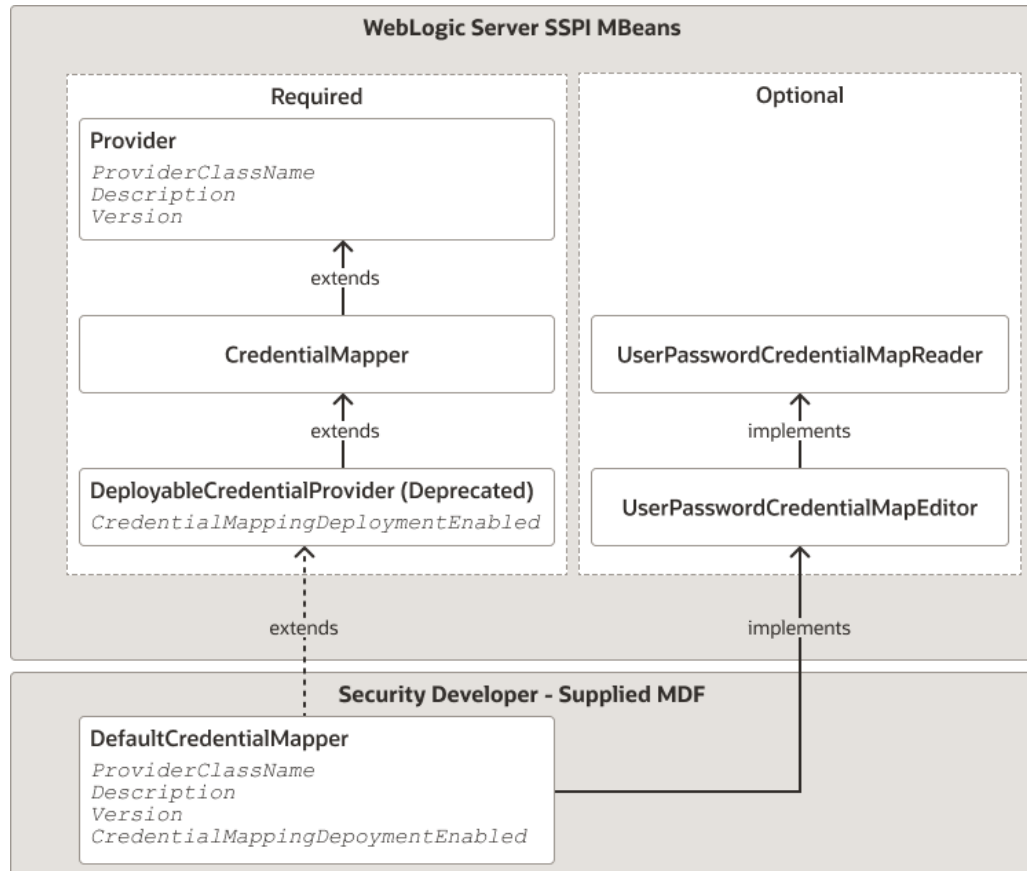 WebLogic Server SSPI MBeans
Required
Optional
Provider
ProviderClassName
Description
Version
extends
CredentialMapper
UserPasswordCredentialMapReader
extends
implements
DeployableCredentialProvider (Deprecated)
CredentialMappingDeploymentEnabled
UserPasswordCredentialMapEditor
extends
implements
Security Developer - Supplied MDF
DefaultCredentialMapper
ProviderClassName
Description
Version
CredentialMappingDepoymentEnabled